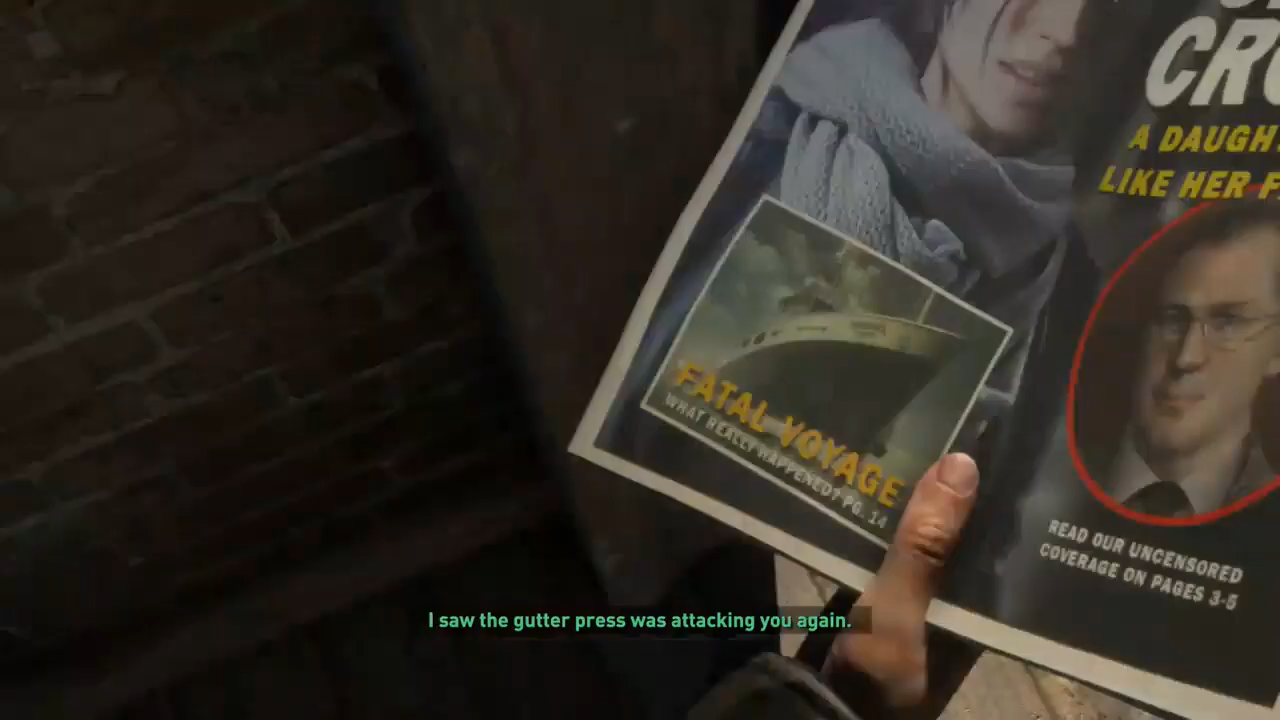 CR
A DAUGH
LIKE HER F
FATAL VOYAGE
WHAT REALLY HAPPENED? PG. 14
READ OUR UNCENSORED
COVERAGE ON PAGES 3-5
I saw the gutter press was attacking you again.